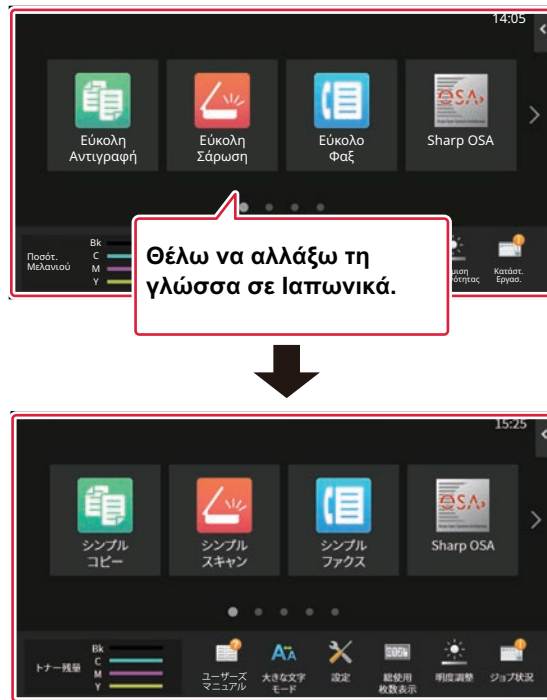 14:05
Εύκολη
Αντιγραφή
Εύκολη
Σάρωση
Εύκολο
Φαξ
Sharp OSA
Ποσότ.
Μελανιού
Bk
C
M
Y
Κατάστ.
Εργασ.
Θέλω να αλλάξω τη
γλώσσα σε Ιαπωνικά.
15:25
シンプル
コピー
シンプル
スキャン
シンプル
ファクス
Sharp OSA
トナー残量
Bk
C
M
Y
ユーザーズ
マニュアル
大きな文字
モード
設定
総使用
枚数表示
明度調整
ジョブ状況